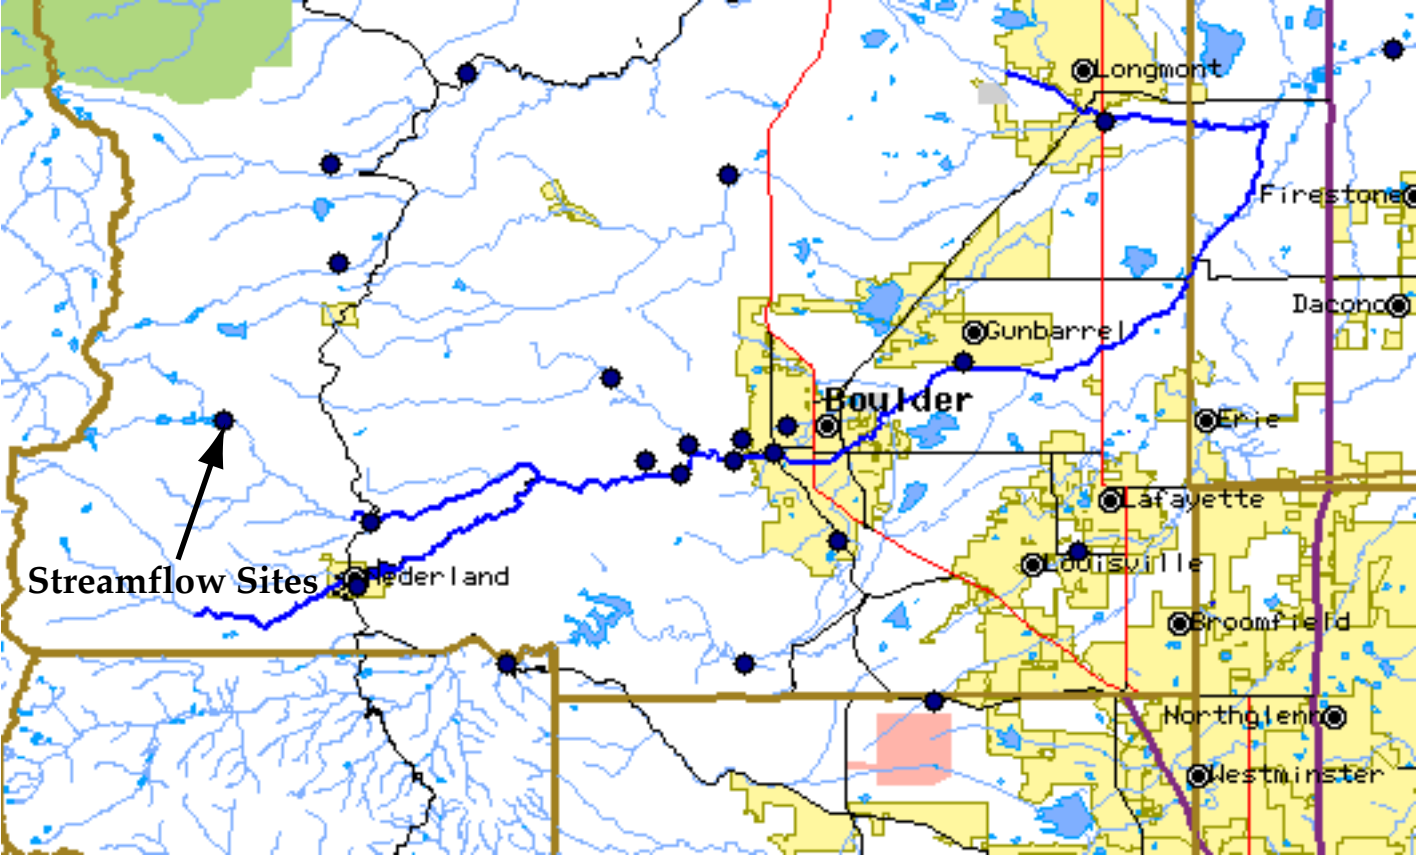 Longmont
Firestone
Dacono
Gunbarrel
Boulder
Erie
Lafayette
Louisville
Streamflow Sites
Nederland
Broomfield
Northglenn
Westminster